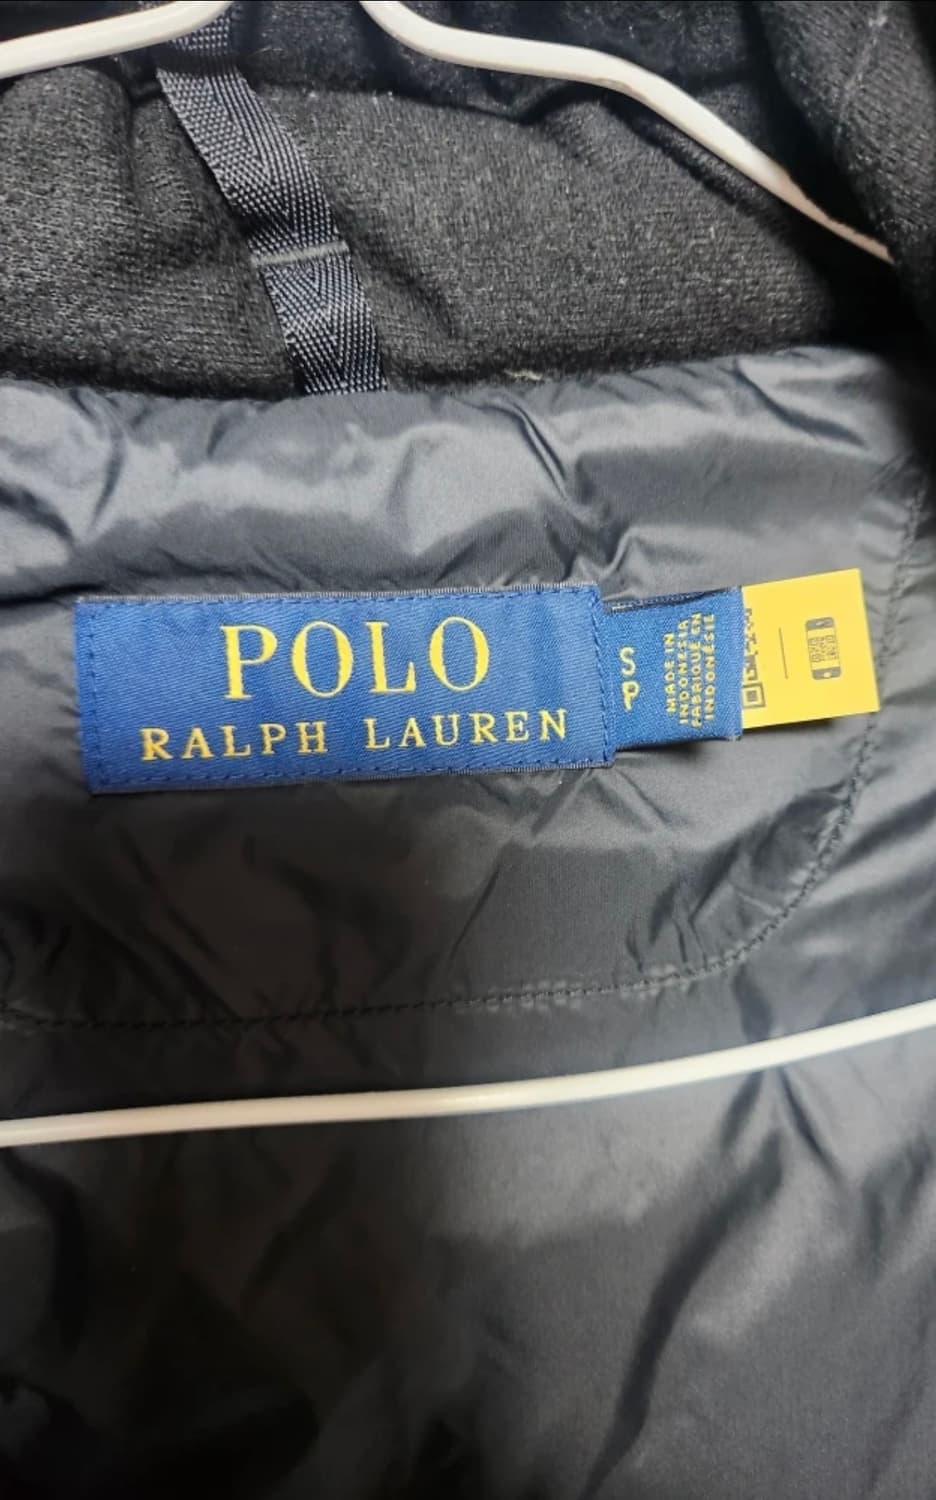 POLO
RALPH LAUREN
S
P
MADE IN
INDONESIA
FABRIQUÉ EN
INDONÉSIE